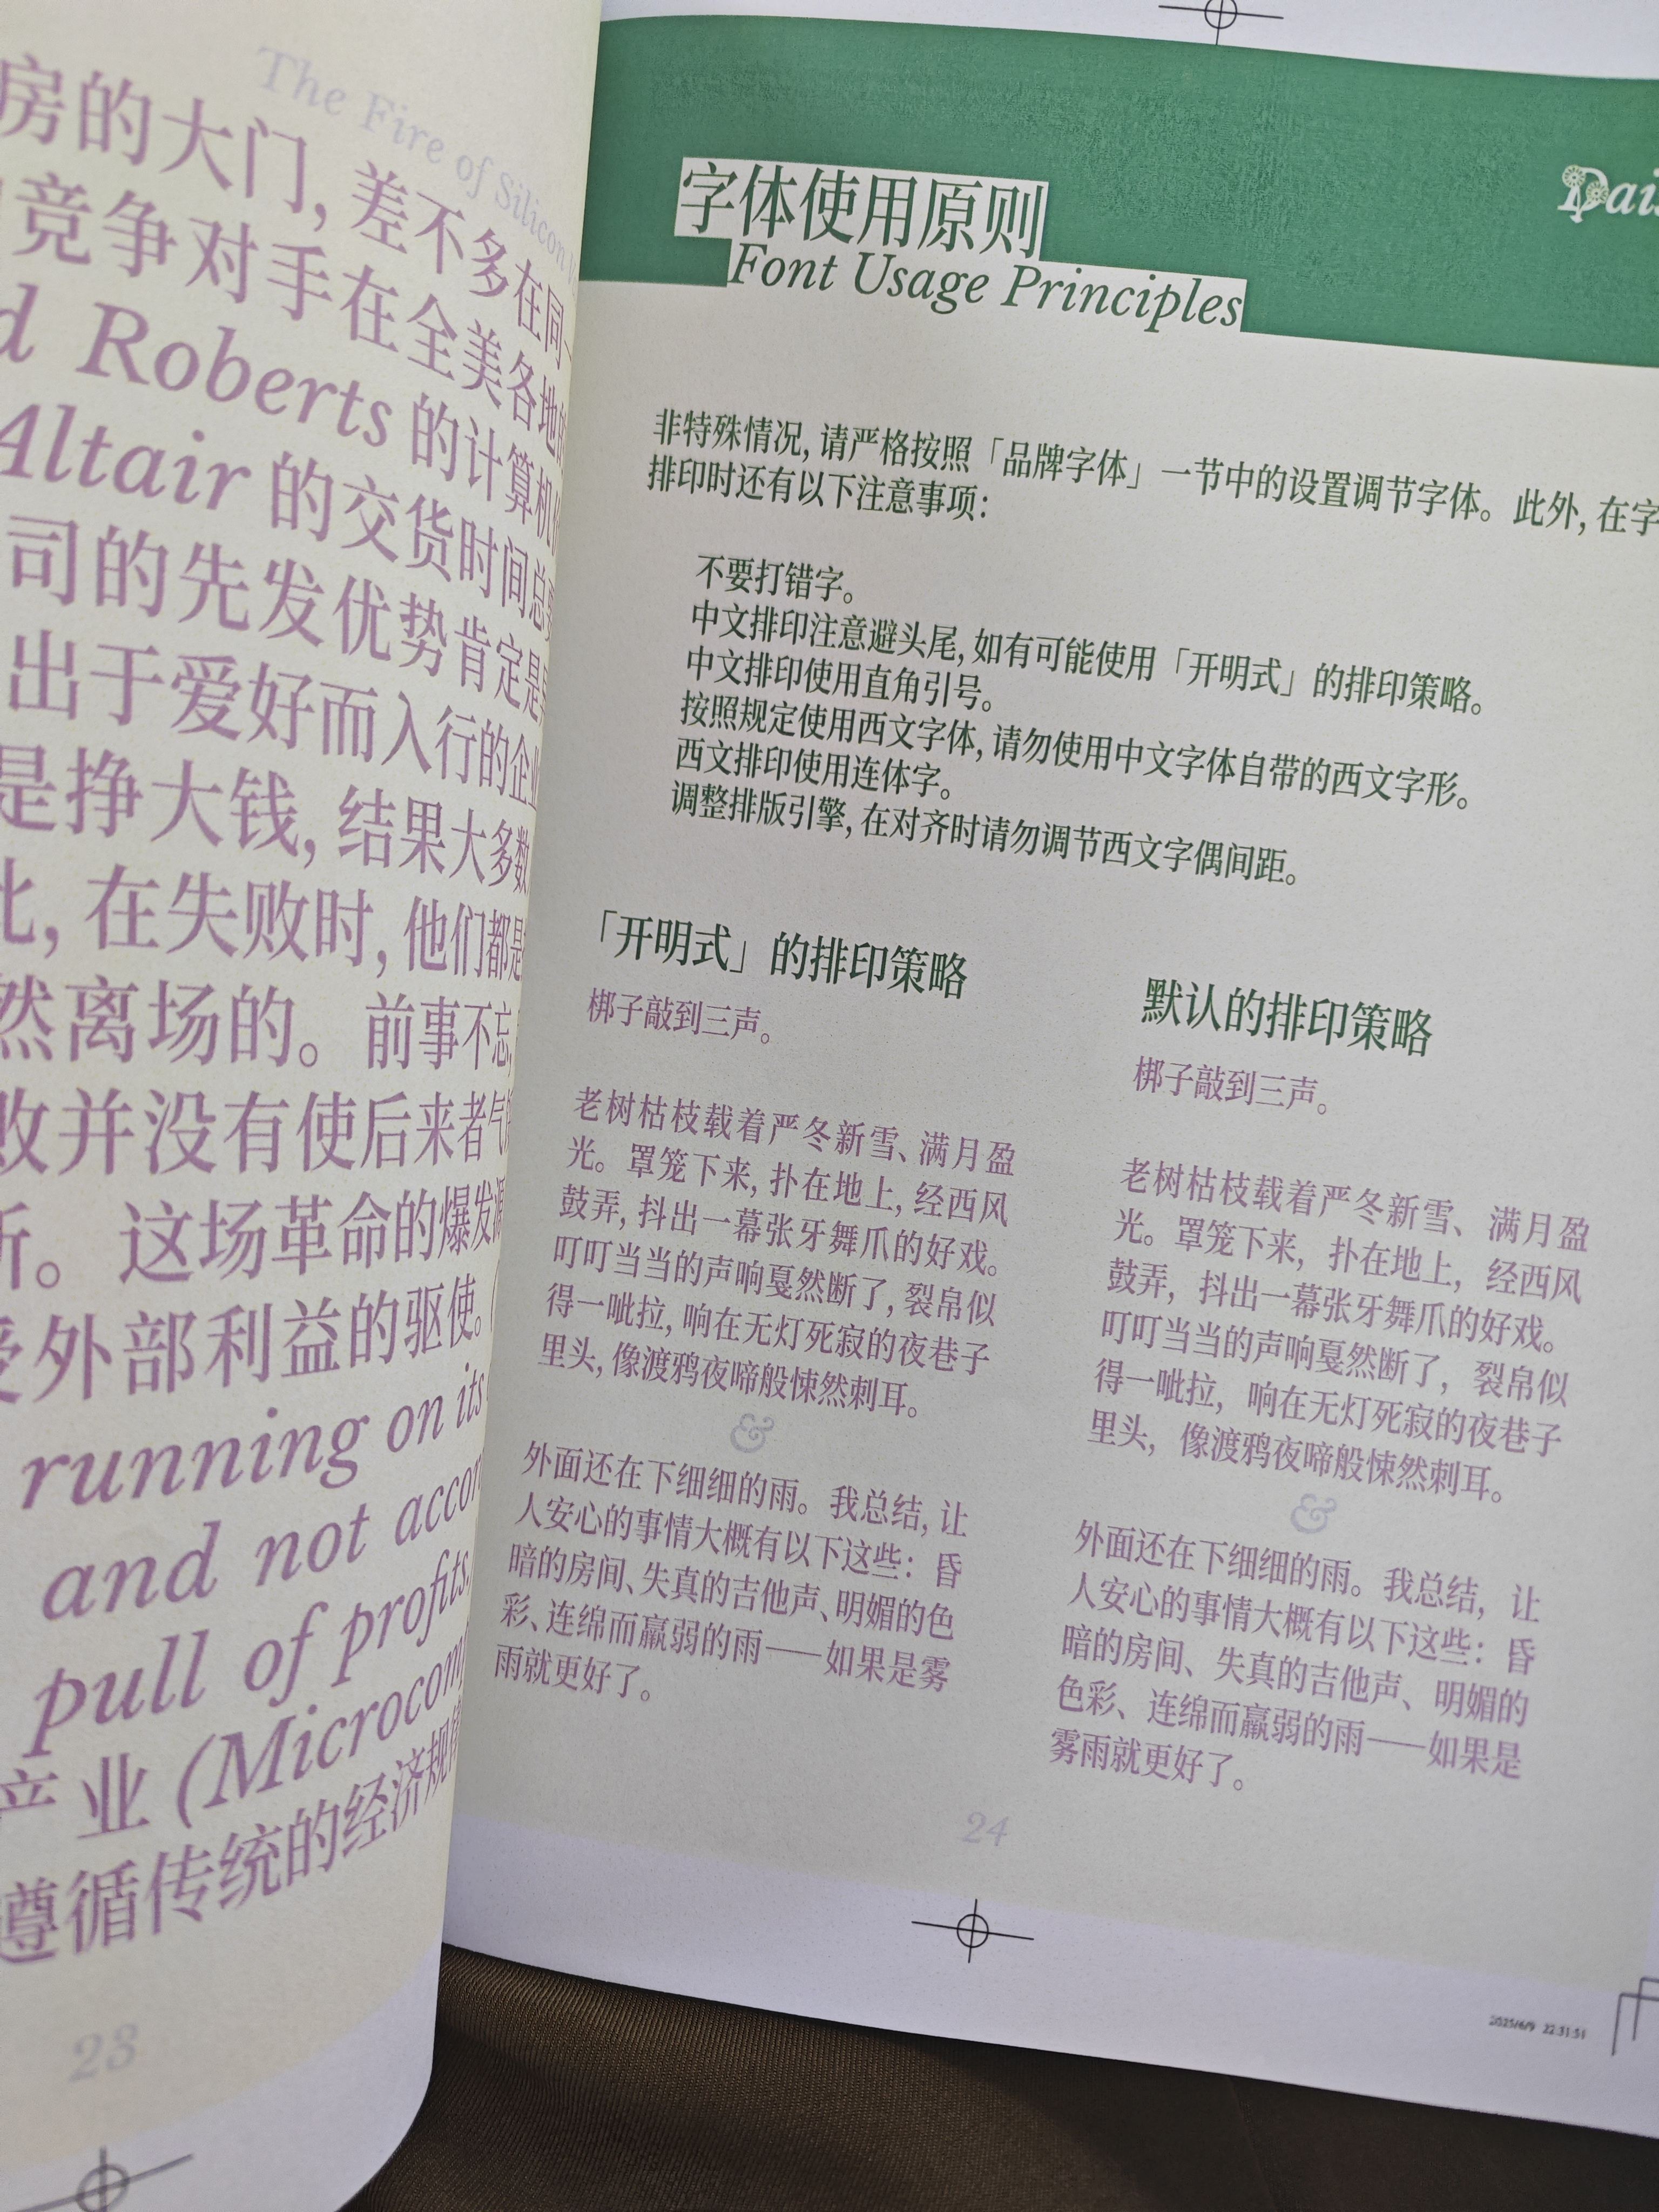 The Fire of Silicon
房的大门, 差不多在同一
竞争对手在全美各地
Roberts 的计算机
Altair 的交货时间总
司的先发优势肯定是
出于爱好而入行的企业
是挣大钱, 结果大多数
在失败时, 他们都是
然离场的。前事不忘
败并没有使后来者气
这场革命的爆发
受外部利益的驱使。(
running on its
and not accor
pull of profits,
产业 (Microcom
遵循传统的经济规
23
字体使用原则
Font Usage Principles
Dais
非特殊情况, 请严格按照「品牌字体」一节中的设置调节字体。此外, 在字
排印时还有以下注意事项:
不要打错字。
中文排印注意避头尾, 如有可能使用「开明式」的排印策略。
中文排印使用直角引号。
按照规定使用西文字体, 请勿使用中文字体自带的西文字形。
西文排印使用连体字。
调整排版引擎, 在对齐时请勿调节西文字偶间距。
「开明式」的排印策略
梆子敲到三声。
老树枯枝载着严冬新雪、满月盈
光。罩笼下来, 扑在地上, 经西风
鼓弄, 抖出一幕张牙舞爪的好戏。
叮叮当当的声响戛然断了, 裂帛似
得一呲拉, 响在无灯死寂的夜巷子
里头, 像渡鸦夜啼般悚然刺耳。
&
外面还在下细细的雨。我总结, 让
人安心的事情大概有以下这些: 昏
暗的房间、失真的吉他声、明媚的色
彩、连绵而羸弱的雨——如果是雾
雨就更好了。
默认的排印策略
梆子敲到三声。
老树枯枝载着严冬新雪、满月盈
光。罩笼下来, 扑在地上, 经西风
鼓弄, 抖出一幕张牙舞爪的好戏。
叮叮当当的声响戛然断了, 裂帛似
得一呲拉, 响在无灯死寂的夜巷子
里头, 像渡鸦夜啼般悚然刺耳。
&
外面还在下细细的雨。我总结, 让
人安心的事情大概有以下这些: 昏
暗的房间、失真的吉他声、明媚的
色彩、连绵而羸弱的雨——如果是
雾雨就更好了。
24
2025/6/9 22:31:51